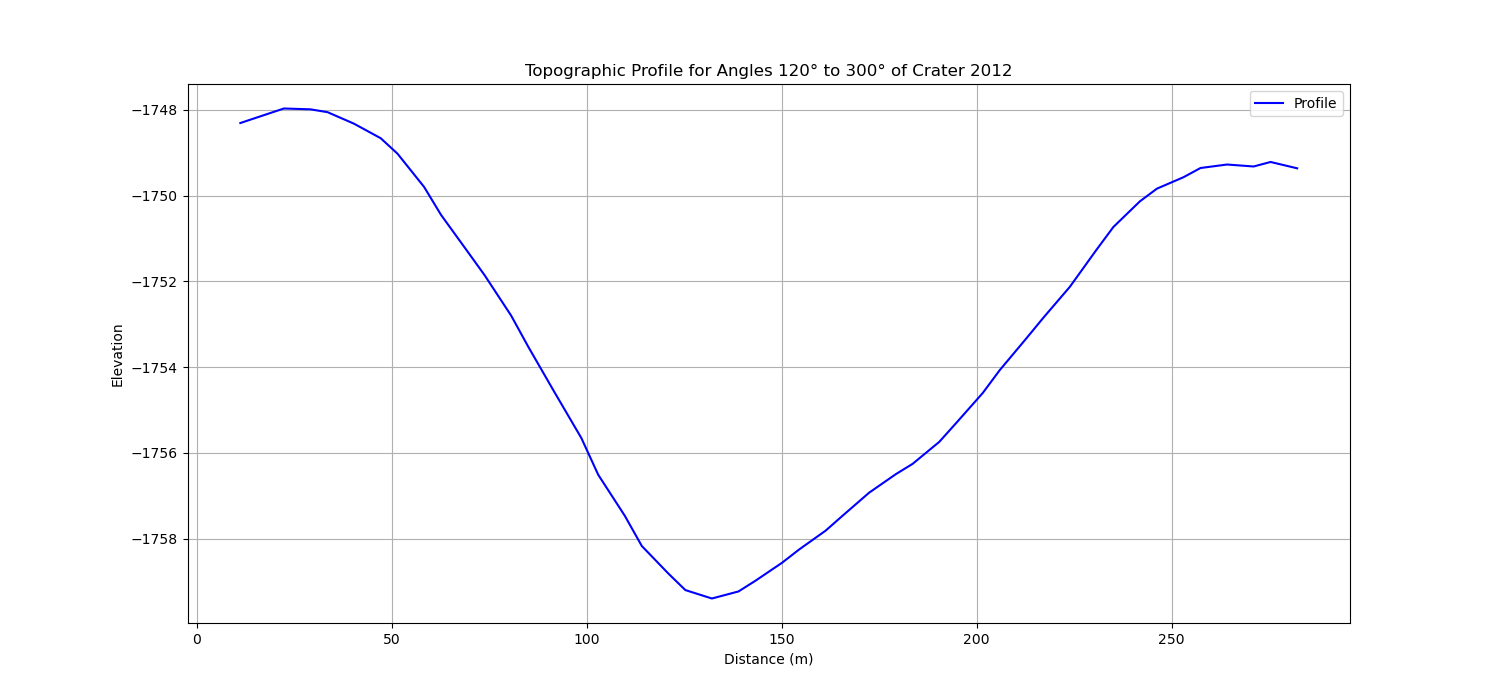 Topographic Profile for Angles 120° to 300° of Crater 2012
Profile
−1748
−1750
−1752
−1754
−1756
−1758
Elevation
0 50 100 150 200 250
Distance (m)